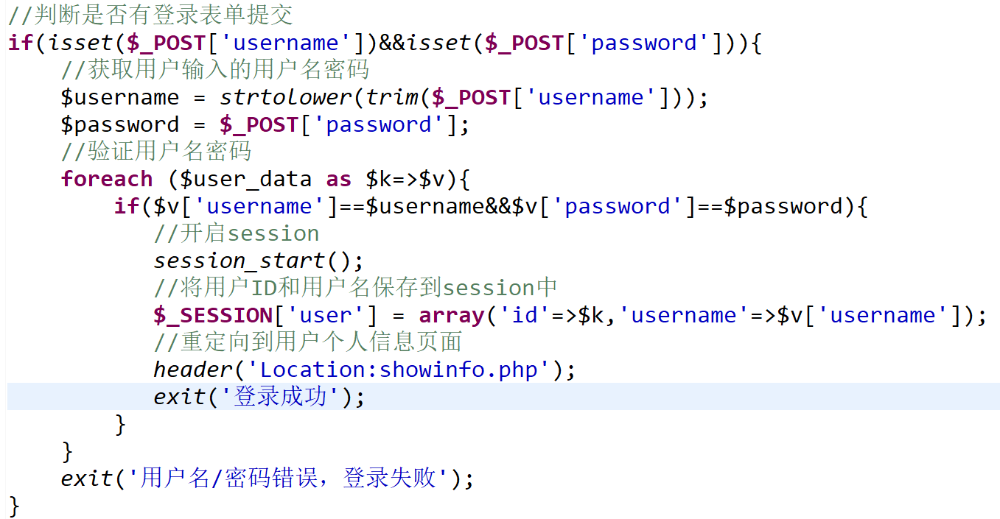 //判断是否有登录表单提交
if(isset($_POST['username'])&&isset($_POST['password'])){
    //获取用户输入的用户名密码
    $username = strtolower(trim($_POST['username']));
    $password = $_POST['password'];
    //验证用户名密码
    foreach ($user_data as $k=>$v){
        if($v['username']==$username&&$v['password']==$password){
           //开启session
           session_start();
           //将用户ID和用户名保存到session中
           $_SESSION['user'] = array('id'=>$k,'username'=>$v['username']);
           //重定向到用户个人信息页面
           header('Location:showinfo.php');
           exit('登录成功');
        }
    }
    exit('用户名/密码错误，登录失败');
}